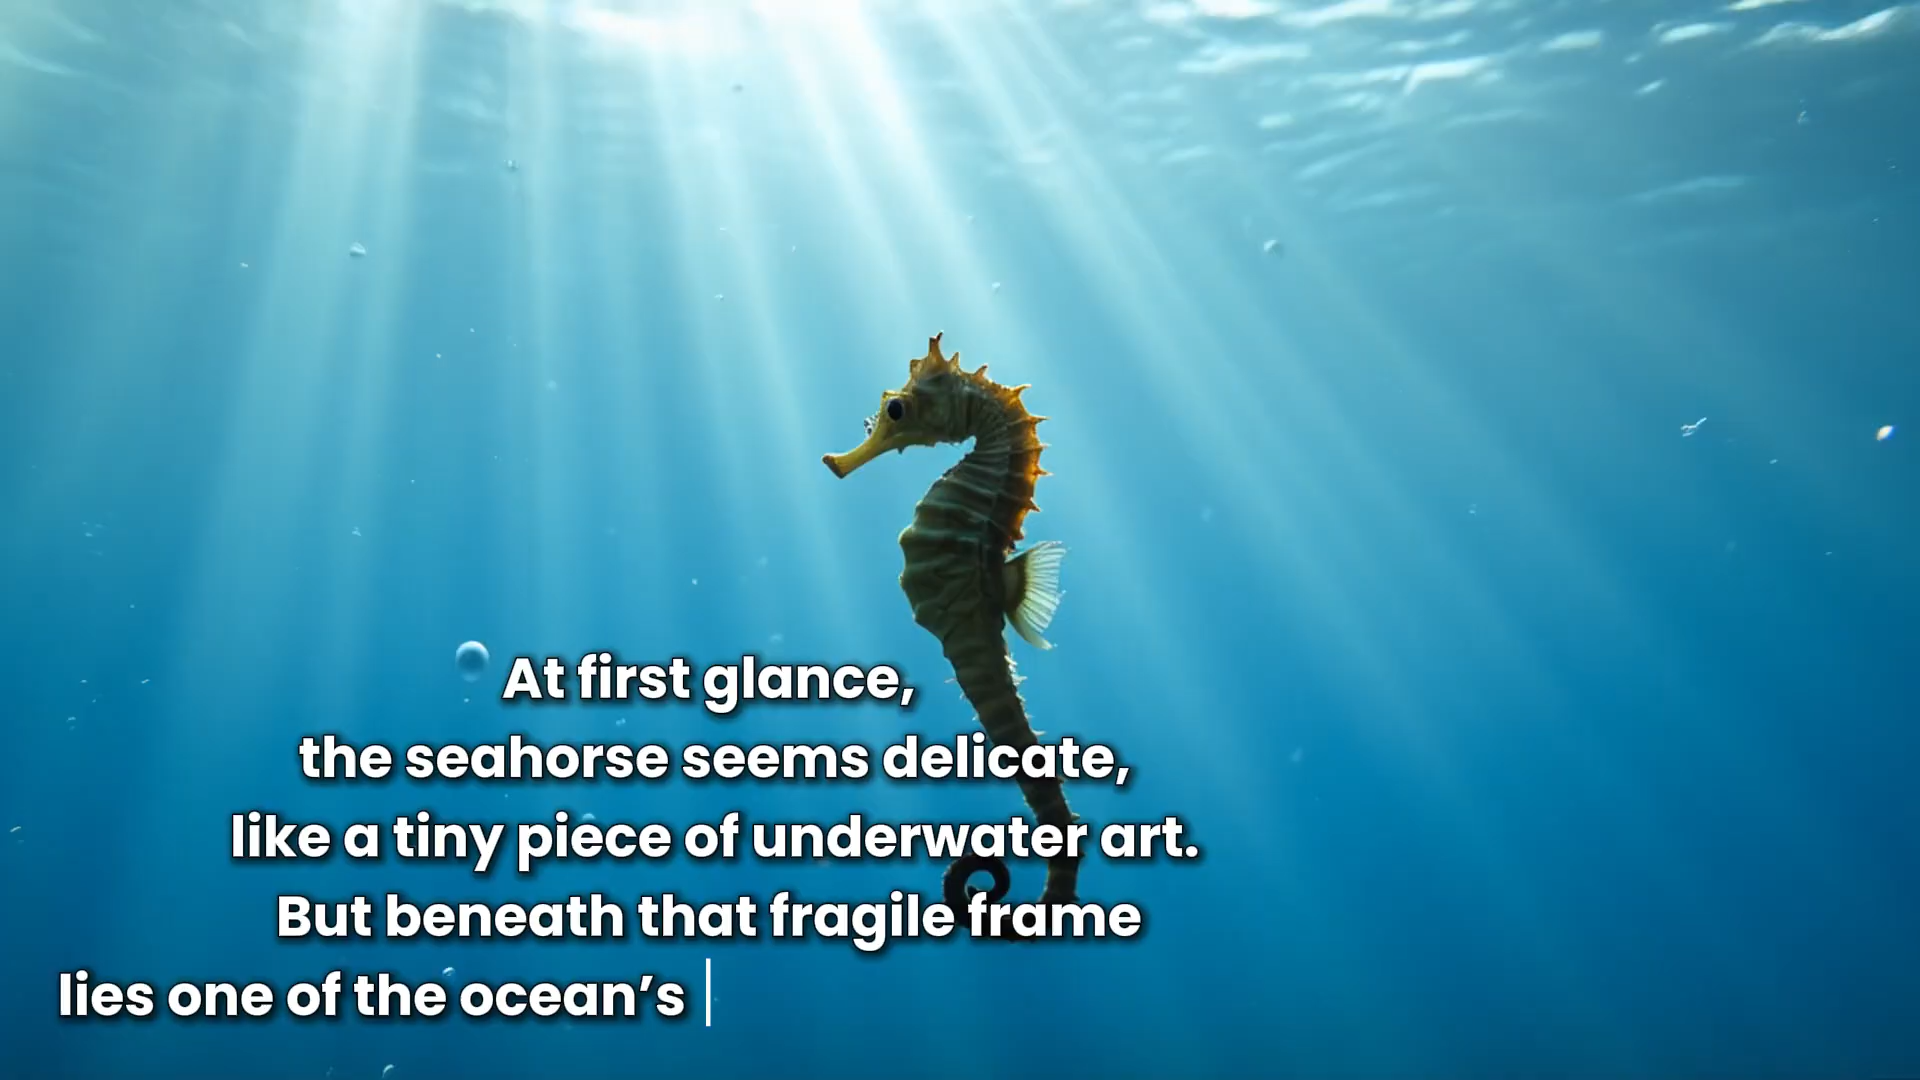 At first glance,
the seahorse seems delicate,
like a tiny piece of underwater art.
But beneath that fragile frame
lies one of the ocean’s